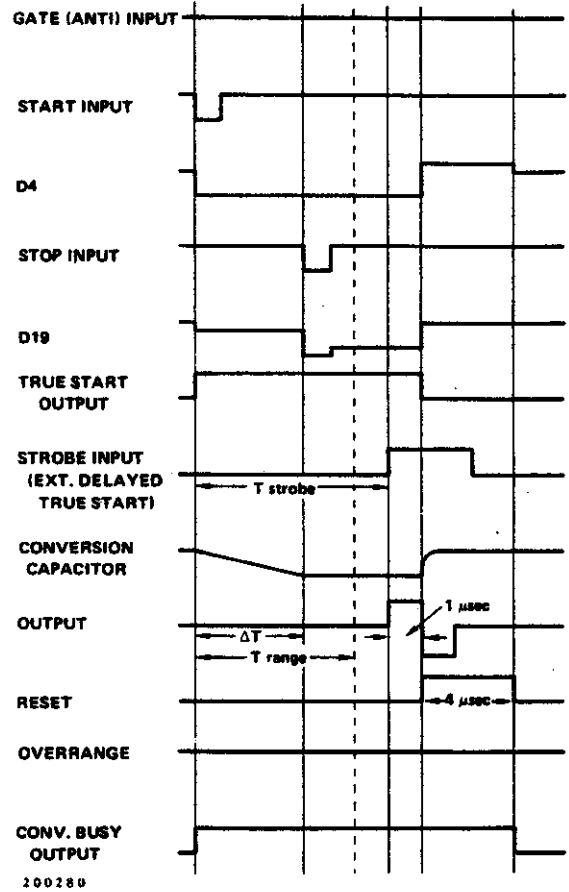 GATE (ANTI) INPUT
START INPUT
D4
STOP INPUT
D19
TRUE START
OUTPUT
STROBE INPUT
(EXT. DELAYED
TRUE START)
T strobe
CONVERSION
CAPACITOR
OUTPUT
1 μsec
ΔT
T range
RESET
4 μsec
OVERRANGE
CONV. BUSY
OUTPUT
200280